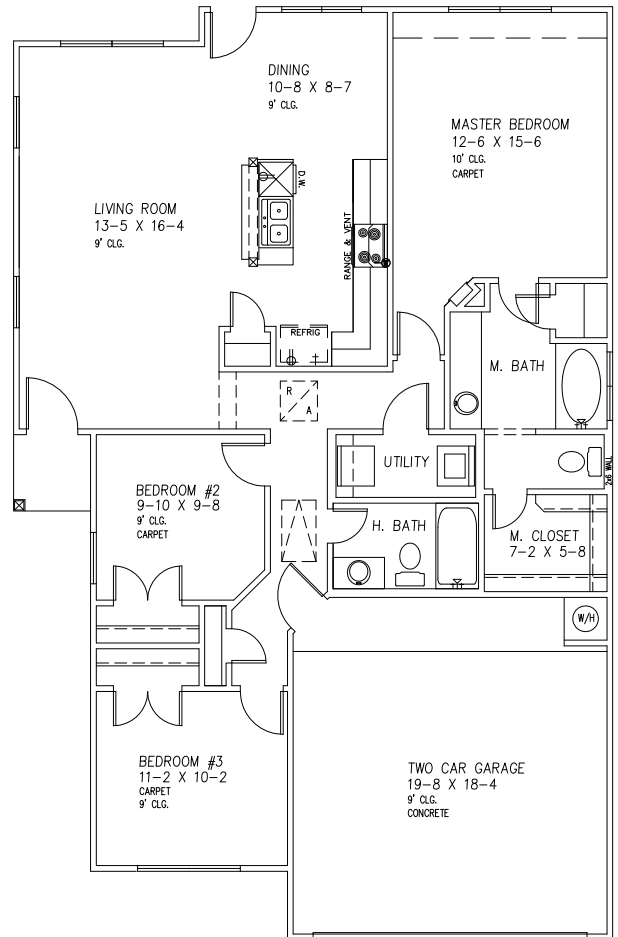 DINING
10-8 X 8-7
9' CLG.
MASTER BEDROOM
12-6 X 15-6
10' CLG.
CARPET
D.W.
LIVING ROOM
13-5 X 16-4
9' CLG.
RANGE & VENT
REFRIG
M. BATH
R
A
UTILITY
2x6 WALL
BEDROOM #2
9-10 X 9-8
9' CLG.
CARPET
H. BATH
M. CLOSET
7-2 X 5-8
W/H
BEDROOM #3
11-2 X 10-2
CARPET
9' CLG.
TWO CAR GARAGE
19-8 X 18-4
9' CLG.
CONCRETE